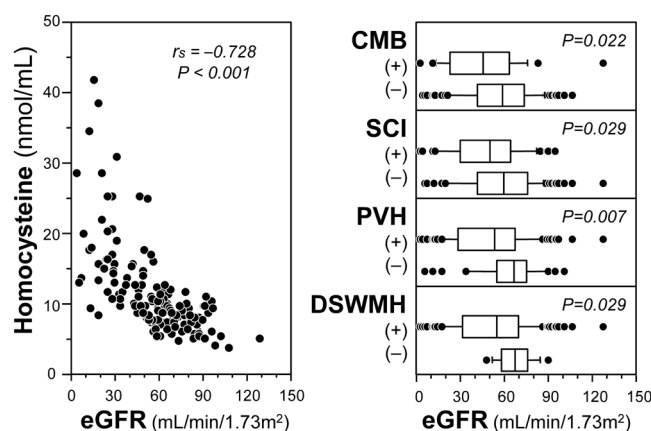 50
40
30
20
10
0
Homocysteine (nmol/mL)
rs = –0.728
P < 0.001
0 30 60 90 120 150
eGFR (mL/min/1.73m²)
CMB P=0.022
(+)
(–)
SCI P=0.029
(+)
(–)
PVH P=0.007
(+)
(–)
DSWMH P=0.029
(+)
(–)
0 30 60 90 120 150
eGFR (mL/min/1.73m²)